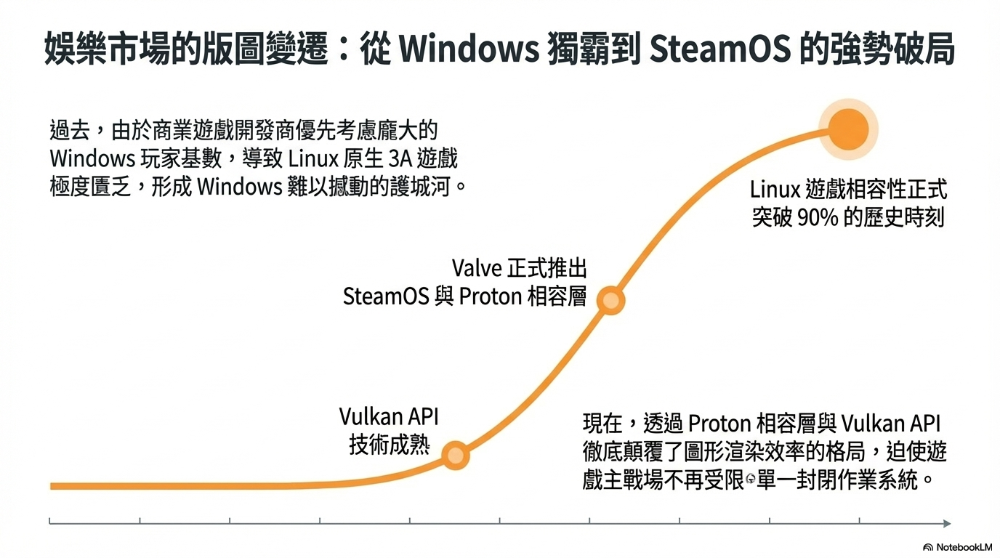 娛樂市場的版圖變遷：從 Windows 獨霸到 SteamOS 的強勢破局
過去，由於商業遊戲開發商優先考慮龐大的
Windows 玩家基數，導致 Linux 原生 3A 遊戲
極度匱乏，形成 Windows 難以撼動的護城河。
Linux 遊戲相容性正式
突破 90% 的歷史時刻
Valve 正式推出
SteamOS 與 Proton 相容層
Vulkan API
技術成熟
現在，透過 Proton 相容層與 Vulkan API
徹底顛覆了圖形渲染效率的格局，迫使遊
戲主戰場不再受限單一封閉作業系統。
NotebookLM